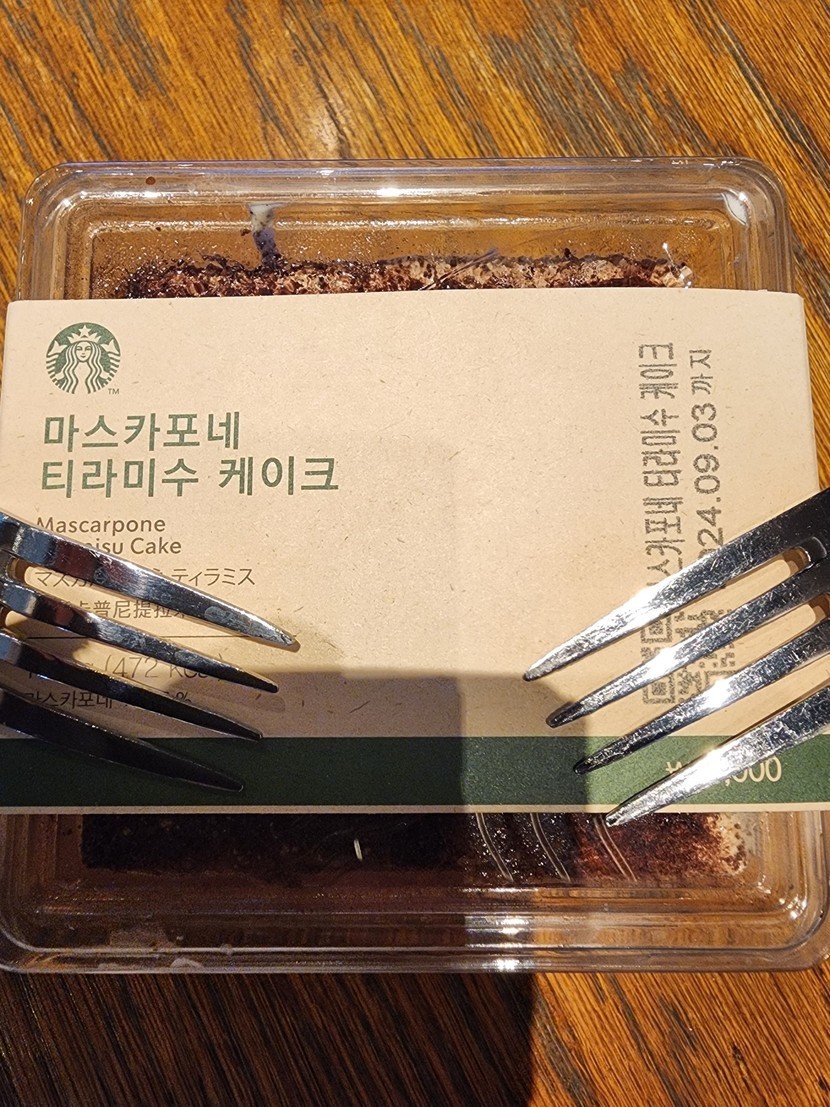 TM
마스카포네
티라미수 케이크
Mascarpone
Cake
ティラミス
(472
마스카포네
마스카포네 티라미수 케이크
24.09.03 까지